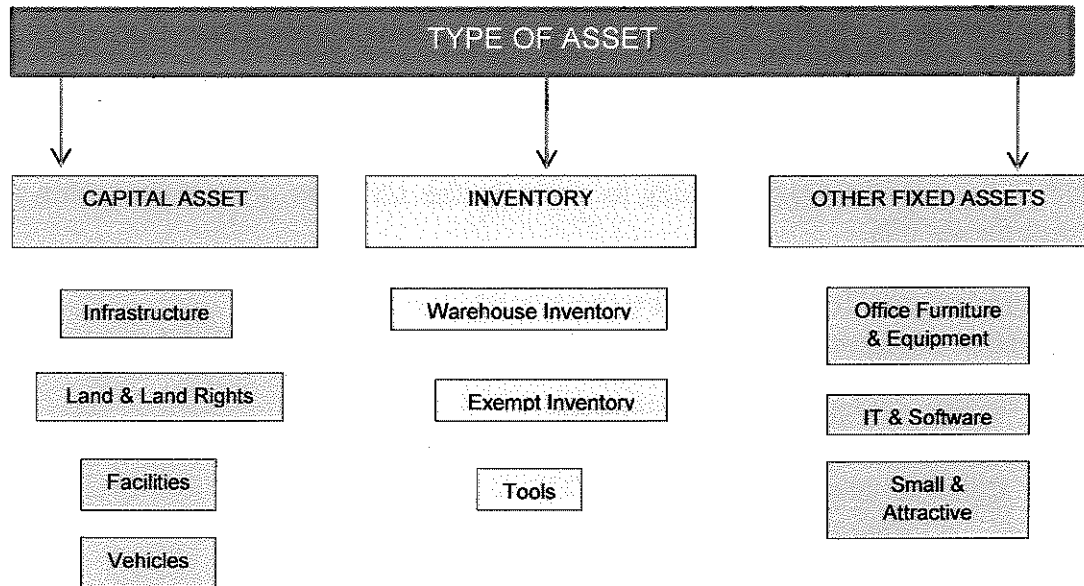 TYPE OF ASSET
CAPITAL ASSET
INVENTORY
OTHER FIXED ASSETS
Infrastructure
Land & Land Rights
Facilities
Vehicles
Warehouse Inventory
Exempt Inventory
Tools
Office Furniture
& Equipment
IT & Software
Small &
Attractive